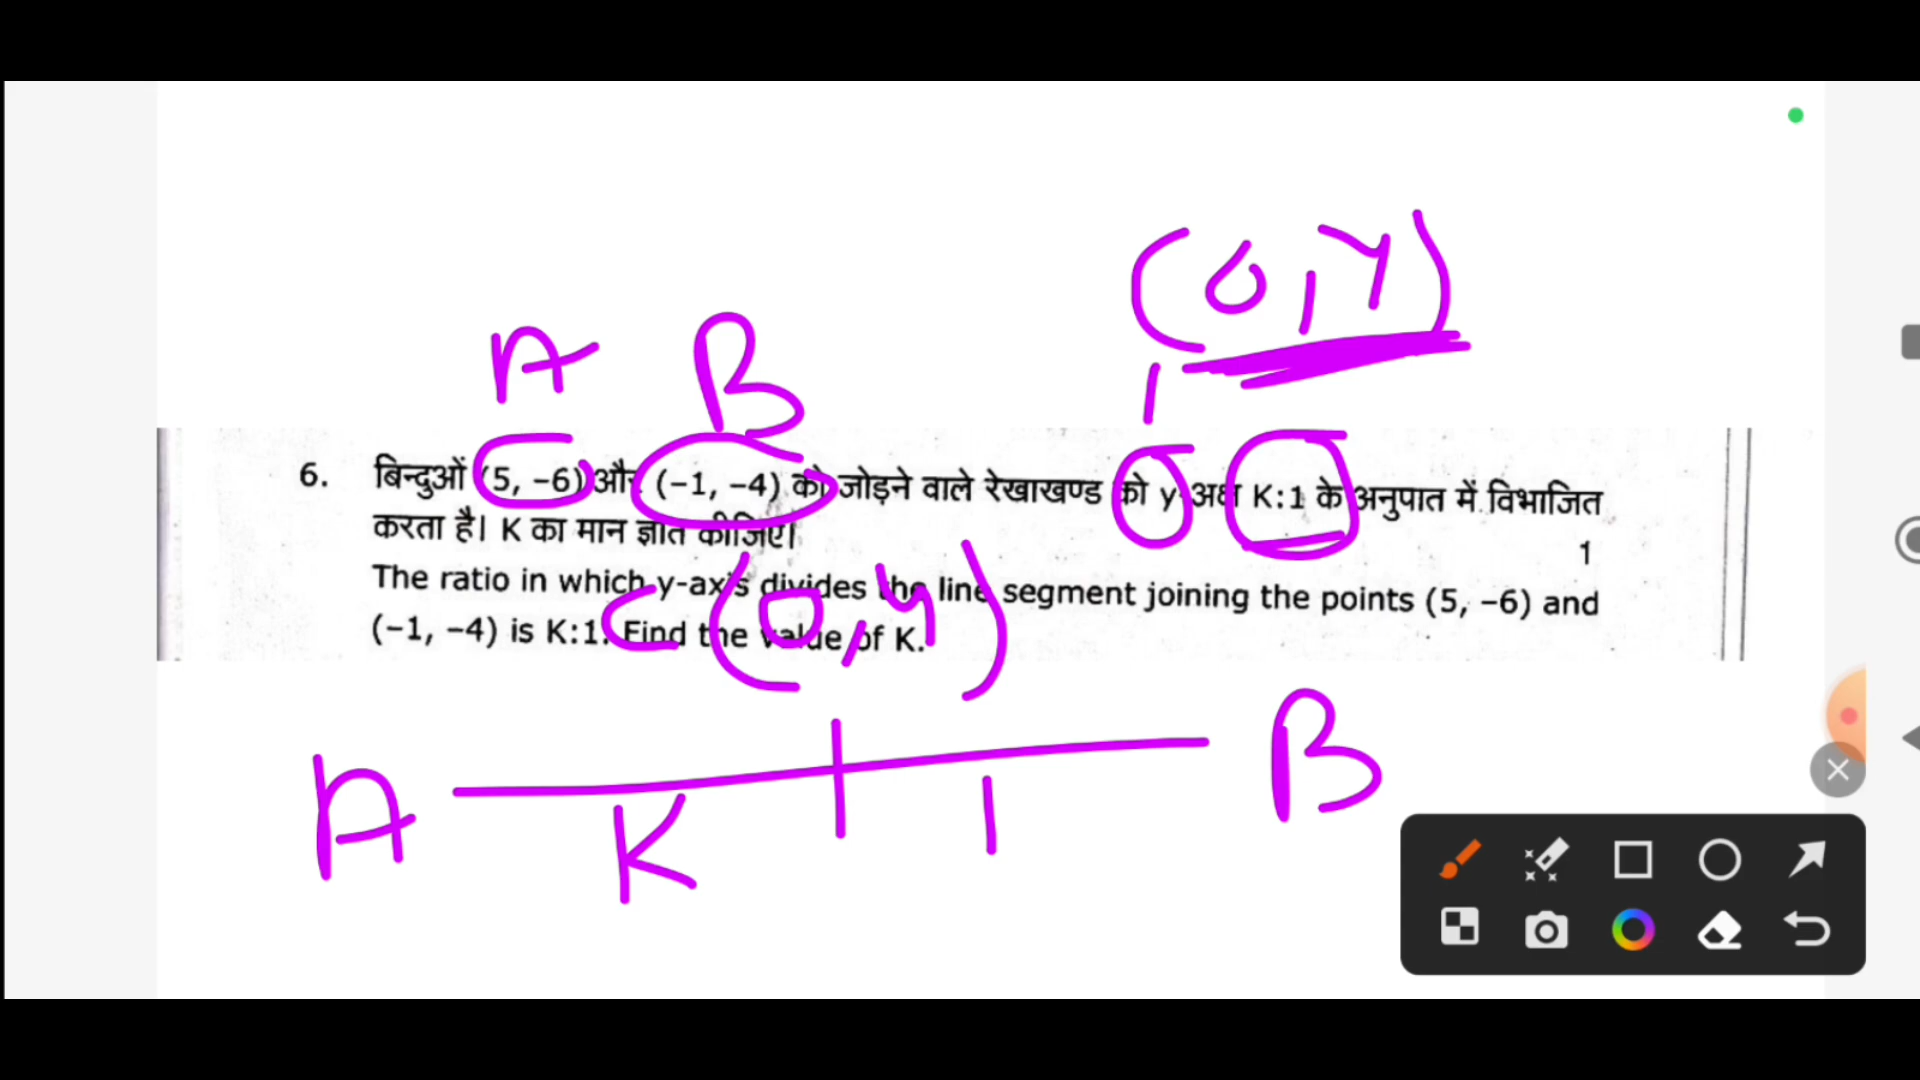 (0,y)
A B
6. बिन्दुओं (5, −6) और (−1, −4) को जोड़ने वाले रेखाखण्ड को y-अक्ष K:1 के अनुपात में विभाजित
करता है। K का मान ज्ञात कीजिए। 1
The ratio in which y-axis divides the line segment joining the points (5, −6) and
(−1, −4) is K:1. Find the value of K.
C (0,y)
A B
K 1